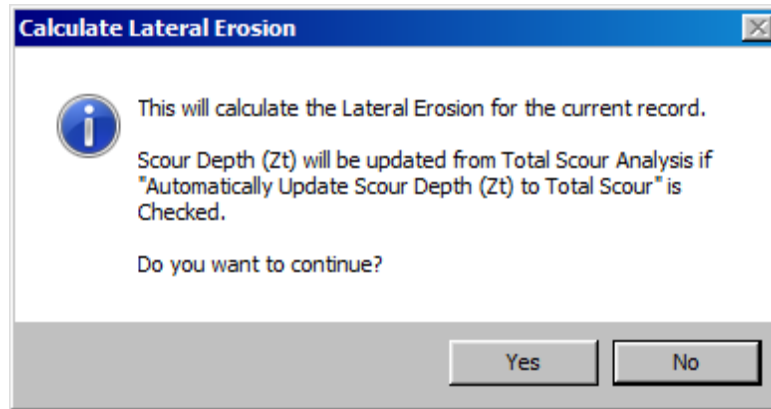 Calculate Lateral Erosion
This will calculate the Lateral Erosion for the current record.
Scour Depth (Zt) will be updated from Total Scour Analysis if
"Automatically Update Scour Depth (Zt) to Total Scour" is
Checked.
Do you want to continue?
Yes
No